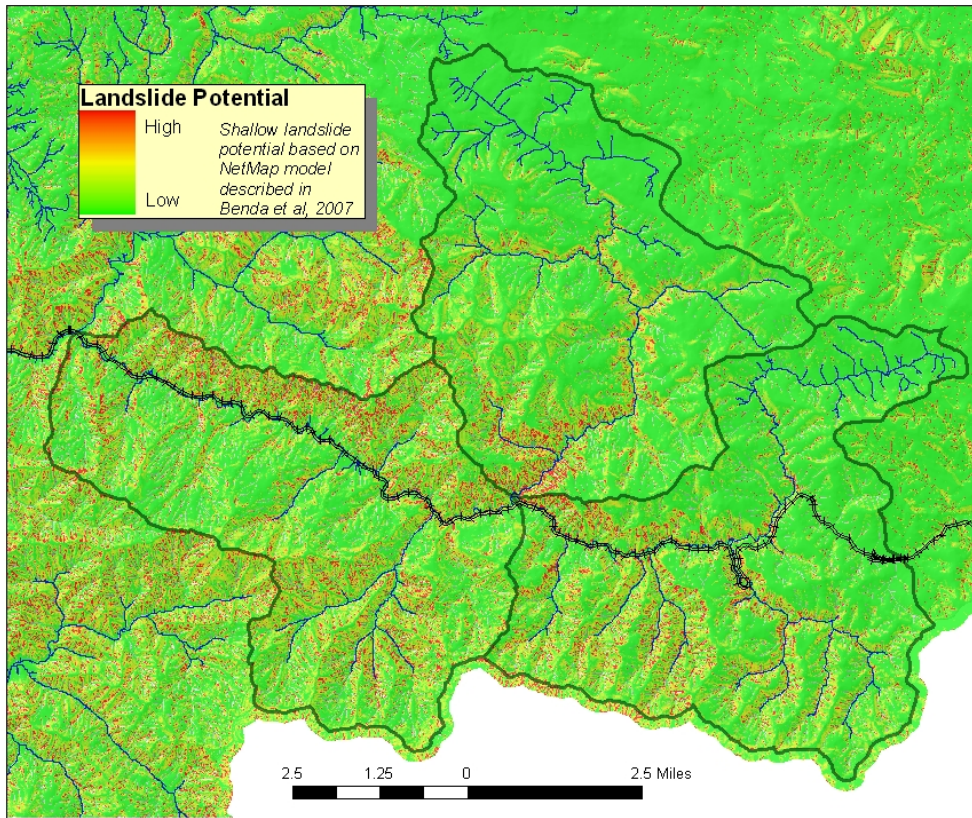 Landslide Potential
High
Low
Shallow landslide
potential based on
NetMap model
described in
Benda et al, 2007
2.5 1.25 0 2.5 Miles